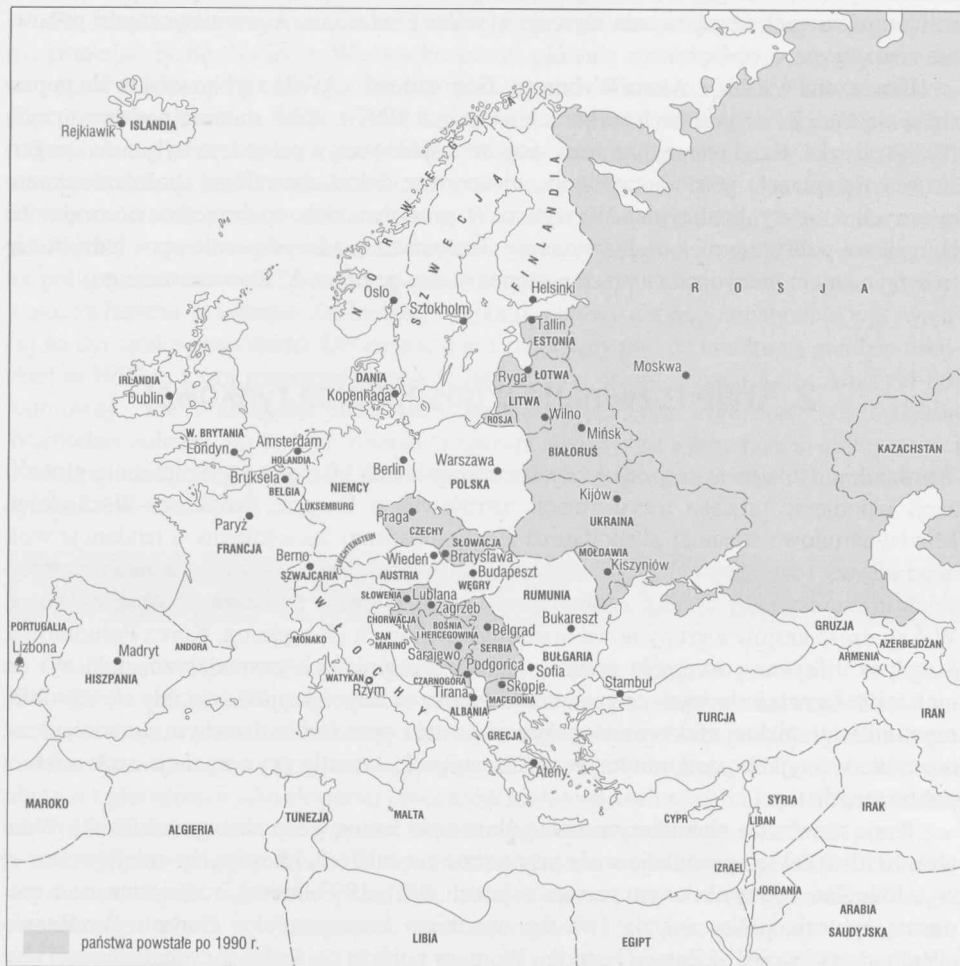 Rejkiawik
ISLANDIA
NORWEGIA
SZWECJA
FINLANDIA
ROSJA
Oslo
Sztokholm
Helsinki
Tallin
ESTONIA
Moskwa
IRLANDIA
Dublin
DANIA
Kopenhaga
Ryga
ŁOTWA
LITWA
ROSJA
Wilno
Mińsk
BIAŁORUŚ
W. BRYTANIA
Londyn
Amsterdam
HOLANDIA
Berlin
Warszawa
POLSKA
KAZACHSTAN
Bruksela
BELGIA
NIEMCY
LUKSEMBURG
Kijów
UKRAINA
Paryż
FRANCJA
Praga
CZECHY
SŁOWACJA
LIECHTENSTEIN
Berno
SZWAJCARIA
Wiedeń
Bratysława
AUSTRIA
Budapeszt
WĘGRY
MOŁDAWIA
Kiszyniów
SŁOWENIA
Lublana
Zagrzeb
RUMUNIA
CHORWACJA
BOŚNIA
I HERCEGOWINA
Belgrad
Bukareszt
PORTUGALIA
Lizbona
Madryt
HISZPANIA
ANDORA
MONAKO
SAN
MARINO
WŁOCHY
Sarajewo
SERBIA
BUŁGARIA
GRUZJA
ARMENIA
AZERBEJDŻAN
WATYKAN
Rzym
Podgorica
CZARNOGÓRA
Sofia
Skopje
MACEDONIA
Tirana
ALBANIA
Stambuł
TURCJA
IRAN
GRECJA
Ateny
MAROKO
ALGIERIA
TUNEZJA
MALTA
CYPR
SYRIA
LIBAN
IRAK
IZRAEL
JORDANIA
ARABIA
SAUDYJSKA
LIBIA
EGIPT
państwa powstałe po 1990 r.